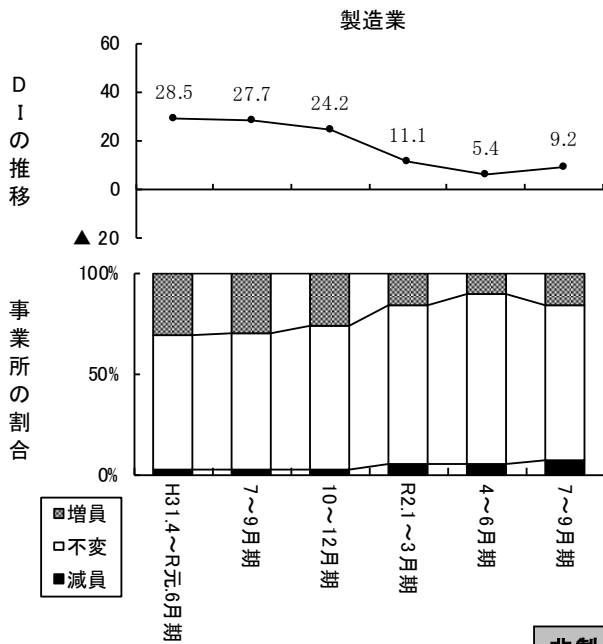 製造業
DIの推移
60
40
20
0
▲ 20
28.5
27.7
24.2
11.1
5.4
9.2
事業所の割合
100%
50%
0%
H31.4～R元.6月期
7～9月期
10～12月期
R2.1～3月期
4～6月期
7～9月期
増員
不変
減員